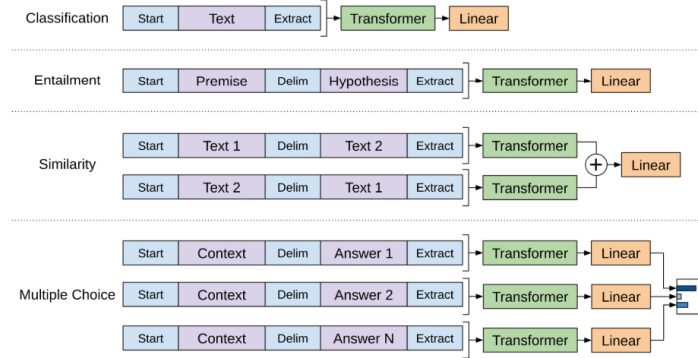 Classification Start Text Extract Transformer Linear
Entailment Start Premise Delim Hypothesis Extract Transformer Linear
Similarity
Start Text 1 Delim Text 2 Extract Transformer
+ Linear
Start Text 2 Delim Text 1 Extract Transformer
Multiple Choice
Start Context Delim Answer 1 Extract Transformer Linear
Start Context Delim Answer 2 Extract Transformer Linear
Start Context Delim Answer N Extract Transformer Linear